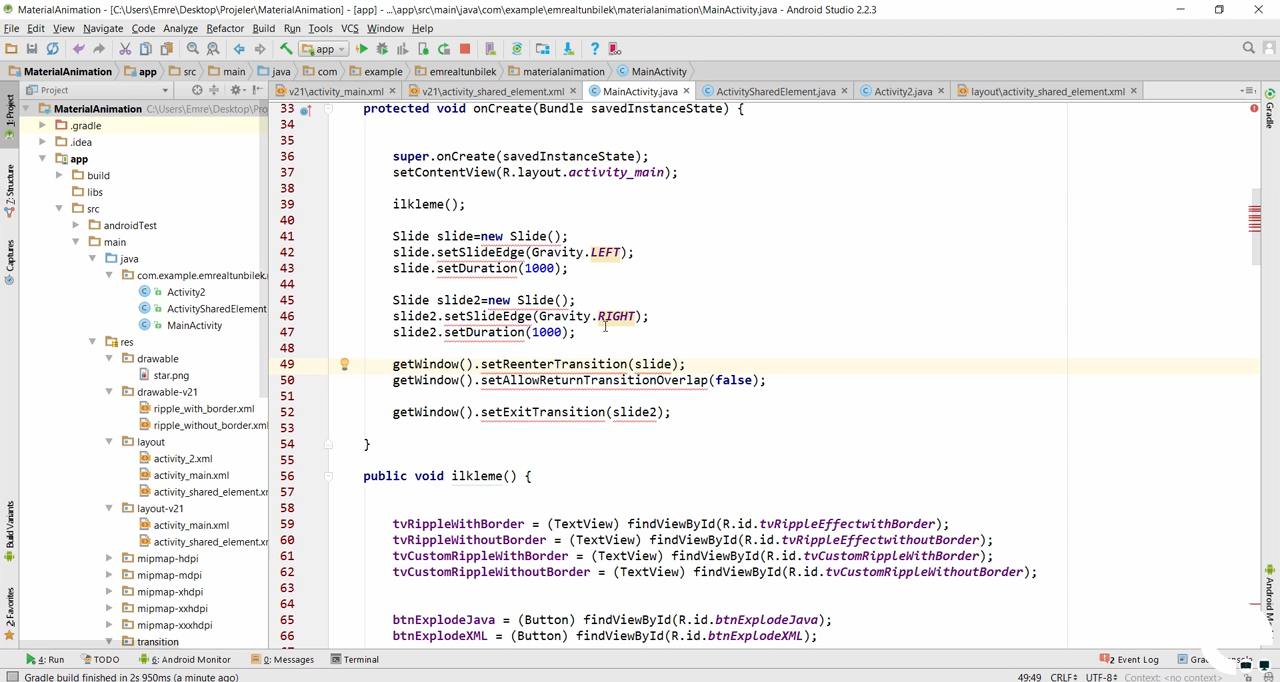 MaterialAnimation - [C:\Users\Emre\Desktop\Projeler\MaterialAnimation] - [app] - ...\app\src\main\java\com\example\emrealtunbilek\materialanimation\MainActivity.java - Android Studio 2.2.3
File Edit View Navigate Code Analyze Refactor Build Run Tools VCS Window Help
app
MaterialAnimation app src main java com example emrealtunbilek materialanimation MainActivity
Project v21\activity_main.xml v21\activity_shared_element.xml MainActivity.java ActivitySharedElement.java Activity2.java layout\activity_shared_element.xml
1: Project
7: Structure
Captures
Build Variants
2: Favorites
Gradle
MaterialAnimation C:\Users\Emre\Desktop\Pro
.gradle
.idea
app
build
libs
src
androidTest
main
java
com.example.emrealtunbilek.
Activity2
ActivitySharedElement
MainActivity
res
drawable
star.png
drawable-v21
ripple_with_border.xml
ripple_without_border.xml
layout
activity_2.xml
activity_main.xml
activity_shared_element.x
layout-v21
activity_main.xml
activity_shared_element.x
mipmap-hdpi
mipmap-mdpi
mipmap-xhdpi
mipmap-xxhdpi
mipmap-xxxhdpi
transition
33 protected void onCreate(Bundle savedInstanceState) {
34
35
36 super.onCreate(savedInstanceState);
37 setContentView(R.layout.activity_main);
38
39 ilkleme();
40
41 Slide slide=new Slide();
42 slide.setSlideEdge(Gravity.LEFT);
43 slide.setDuration(1000);
44
45 Slide slide2=new Slide();
46 slide2.setSlideEdge(Gravity.RIGHT);
47 slide2.setDuration(1000);
48
49 getWindow().setReenterTransition(slide);
50 getWindow().setAllowReturnTransitionOverlap(false);
51
52 getWindow().setExitTransition(slide2);
53
54 }
55
56 public void ilkleme() {
57
58
59 tvRippleWithBorder = (TextView) findViewById(R.id.tvRippleEffectwithBorder);
60 tvRippleWithoutBorder = (TextView) findViewById(R.id.tvRippleEffectwithoutBorder);
61 tvCustomRippleWithBorder = (TextView) findViewById(R.id.tvCustomRippleWithBorder);
62 tvCustomRippleWithoutBorder = (TextView) findViewById(R.id.tvCustomRippleWithoutBorder);
63
64
65 btnExplodeJava = (Button) findViewById(R.id.btnExplodeJava);
66 btnExplodeXML = (Button) findViewById(R.id.btnExplodeXML);
4: Run TODO 6: Android Monitor 0: Messages Terminal 2 Event Log
Gradle build finished in 2s 950ms (a minute ago) 49:49 CRLF UTF-8 Context: <no context>